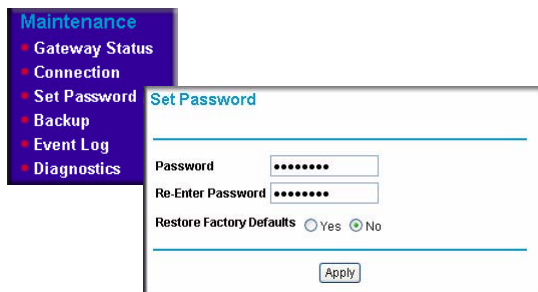 Maintenance
Gateway Status
Connection
Set Password
Backup
Event Log
Diagnostics
Set Password
Password ••••••••
Re-Enter Password ••••••••
Restore Factory Defaults Yes No
Apply